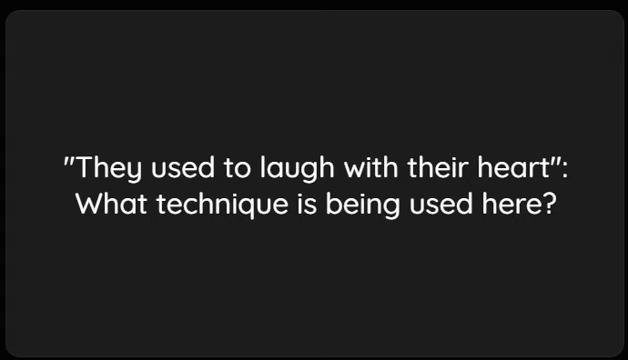 "They used to laugh with their heart":
What technique is being used here?